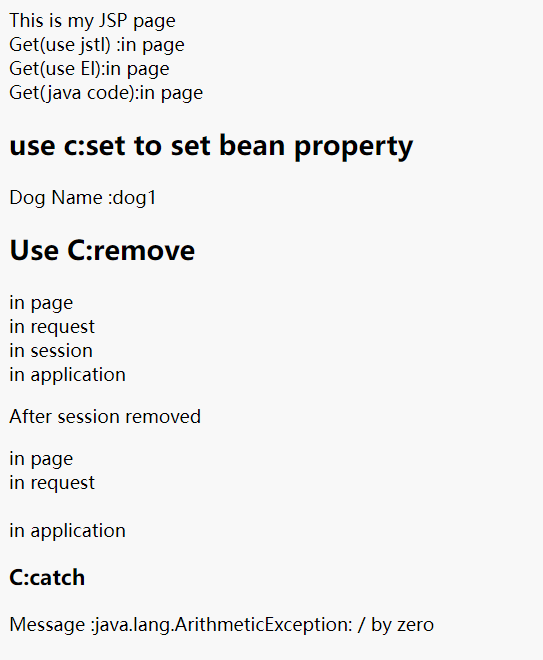 This is my JSP page
Get(use jstl) :in page
Get(use El):in page
Get(java code):in page
use c:set to set bean property
Dog Name :dog1
Use C:remove
in page
in request
in session
in application
After session removed
in page
in request
in application
C:catch
Message :java.lang.ArithmeticException: / by zero